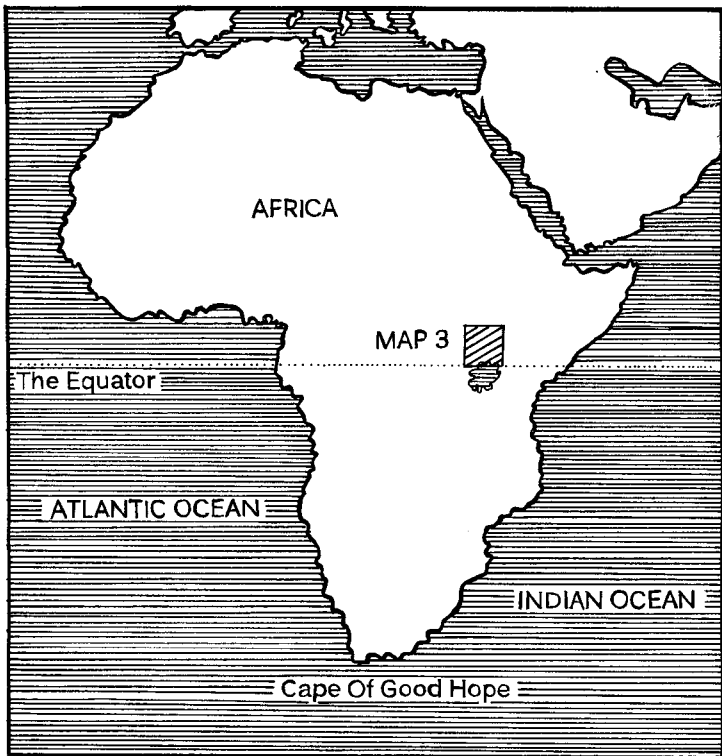 AFRICA
MAP 3
The Equator
ATLANTIC OCEAN
INDIAN OCEAN
Cape Of Good Hope